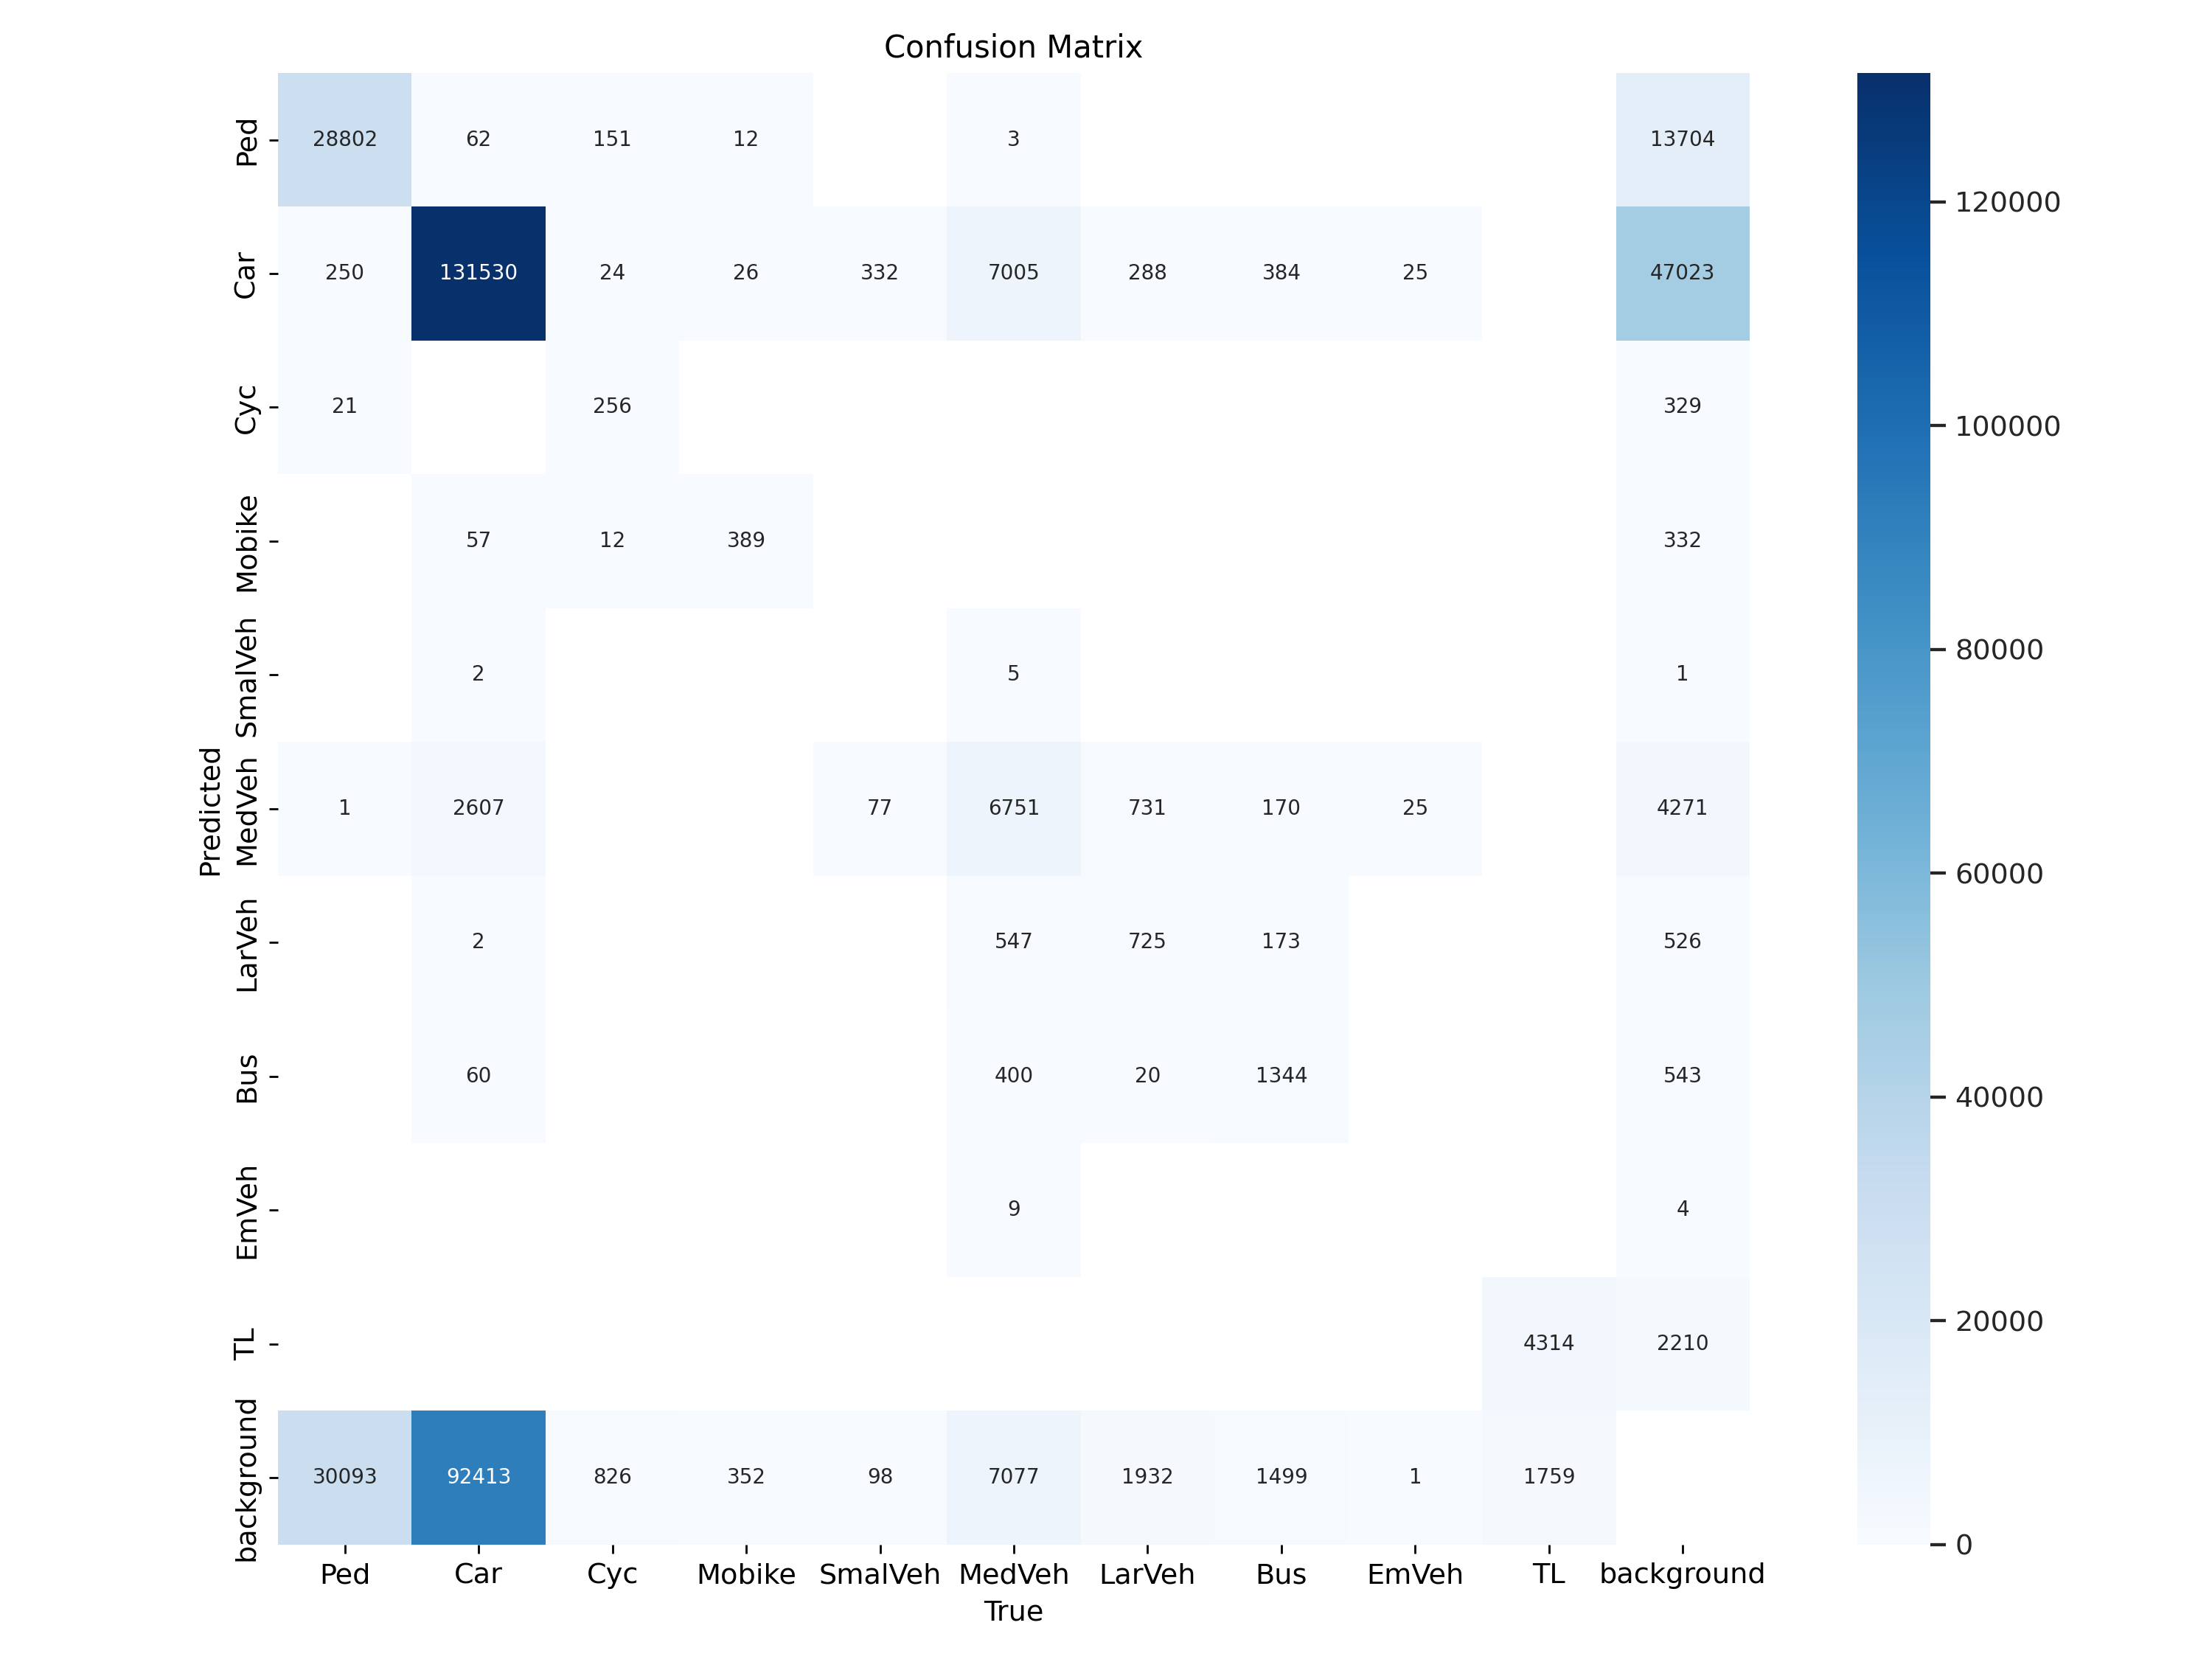 Confusion Matrix
Ped 28802 62 151 12 3 13704
Car 250 131530 24 26 332 7005 288 384 25 47023
Cyc 21 256 329
Mobike 57 12 389 332
SmalVeh 2 5 1
MedVeh 1 2607 77 6751 731 170 25 4271
LarVeh 2 547 725 173 526
Bus 60 400 20 1344 543
EmVeh 9 4
TL 4314 2210
background 30093 92413 826 352 98 7077 1932 1499 1 1759
Predicted
Ped Car Cyc Mobike SmalVeh MedVeh LarVeh Bus EmVeh TL background
True
120000
100000
80000
60000
40000
20000
0